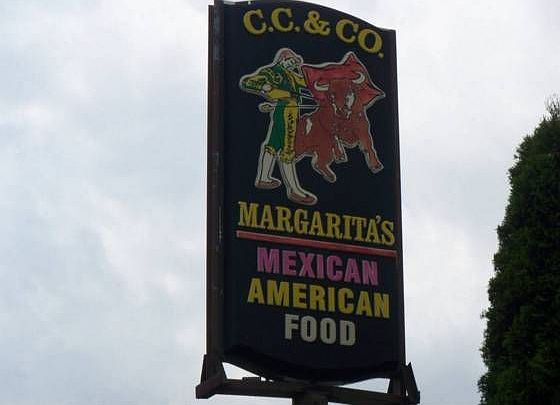 C.C. & CO.
MARGARITA'S
MEXICAN
AMERICAN
FOOD